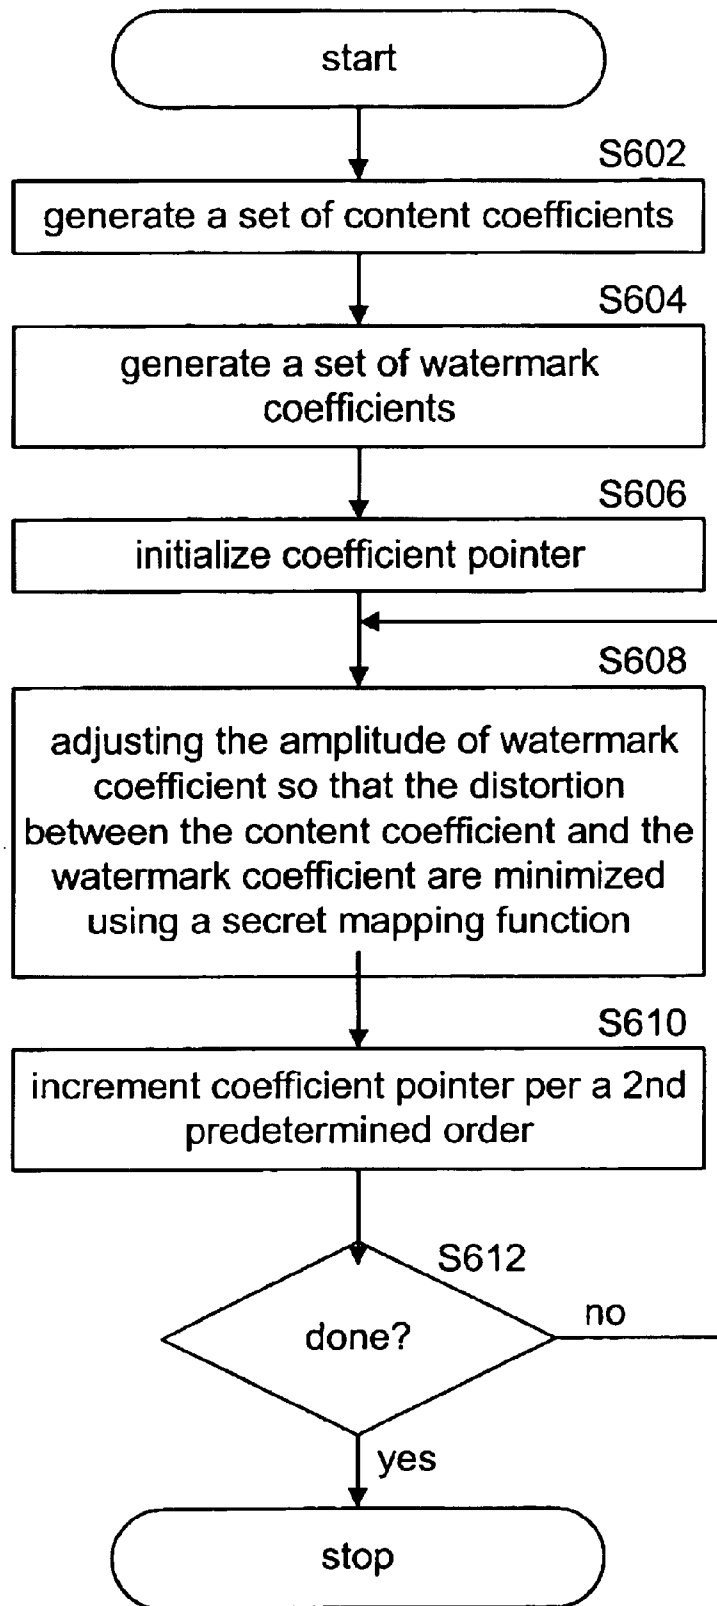 start
S602
generate a set of content coefficients
S604
generate a set of watermark
coefficients
S606
initialize coefficient pointer
S608
adjusting the amplitude of watermark
coefficient so that the distortion
between the content coefficient and the
watermark coefficient are minimized
using a secret mapping function
S610
increment coefficient pointer per a 2nd
predetermined order
S612
done?
no
yes
stop